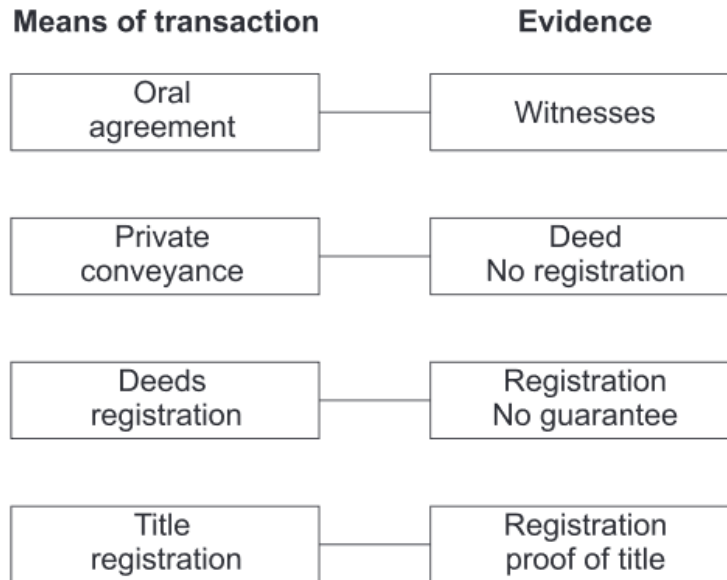 Means of transaction
Evidence
Oral
agreement
Witnesses
Private
conveyance
Deed
No registration
Deeds
registration
Registration
No guarantee
Title
registration
Registration
proof of title